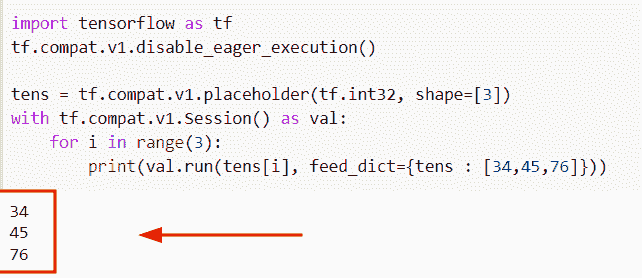 import tensorflow as tf
tf.compat.v1.disable_eager_execution()
tens = tf.compat.v1.placeholder(tf.int32, shape=[3])
with tf.compat.v1.Session() as val:
    for i in range(3):
        print(val.run(tens[i], feed_dict={tens : [34,45,76]}))
34
45
76